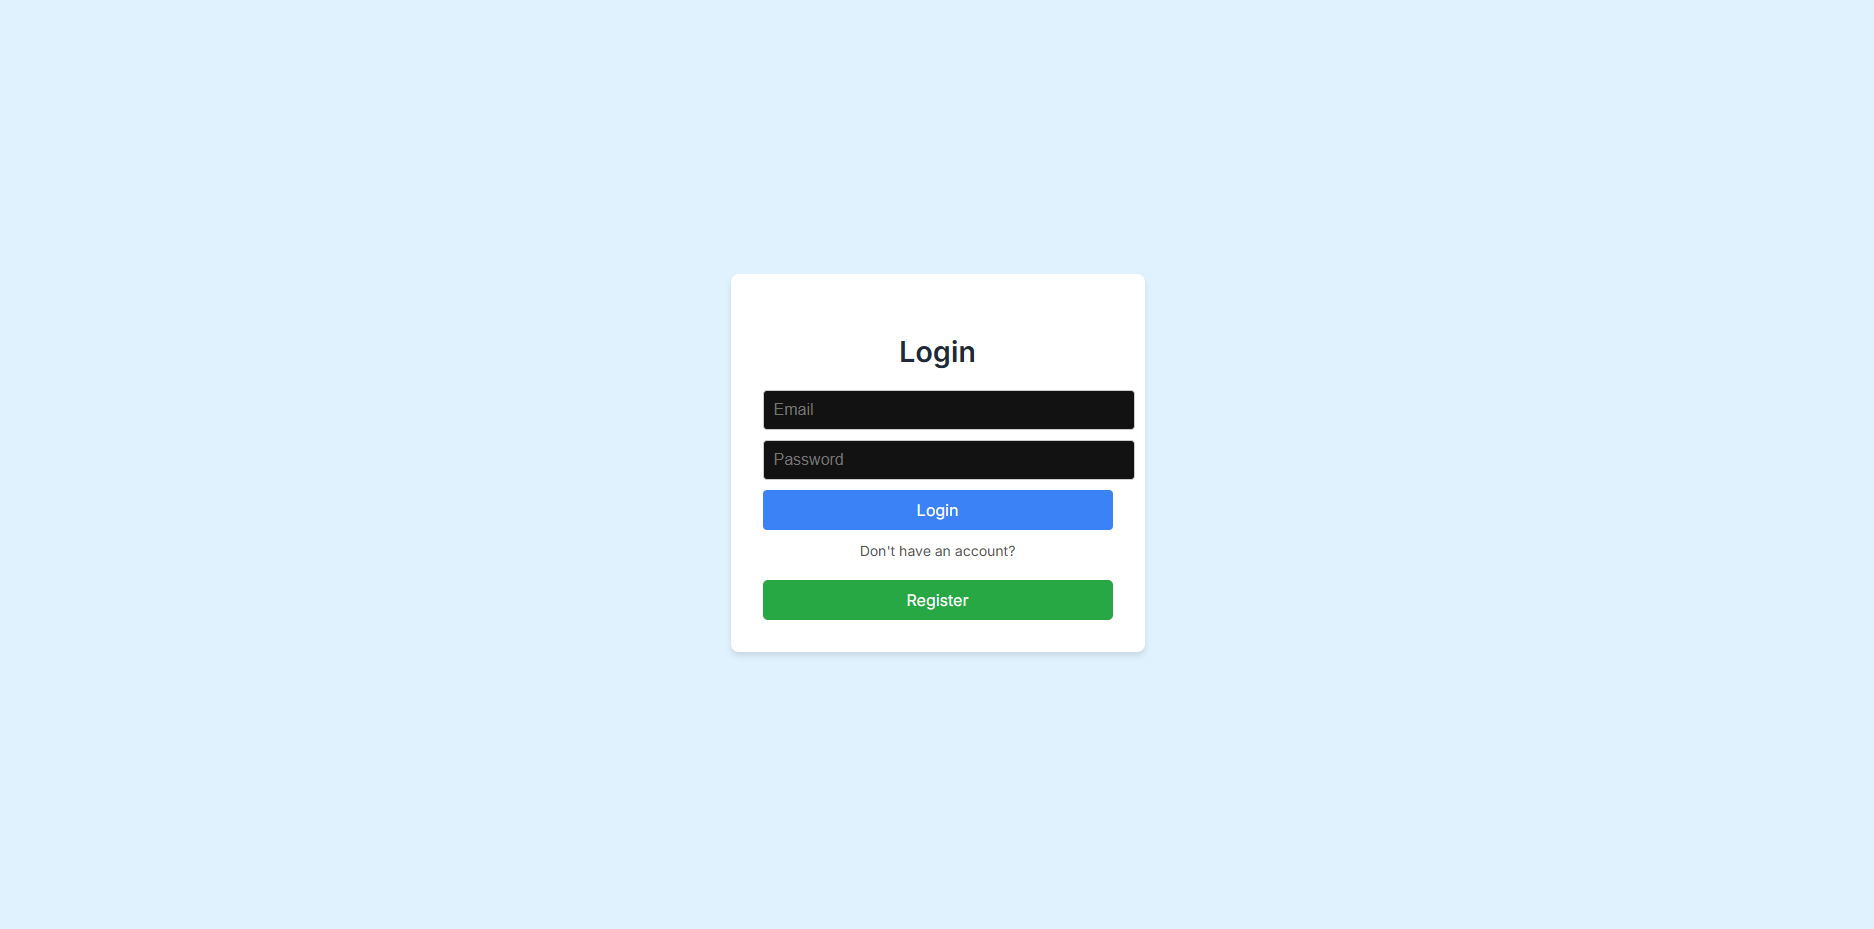 Login
Email
Password
Login
Don't have an account?
Register